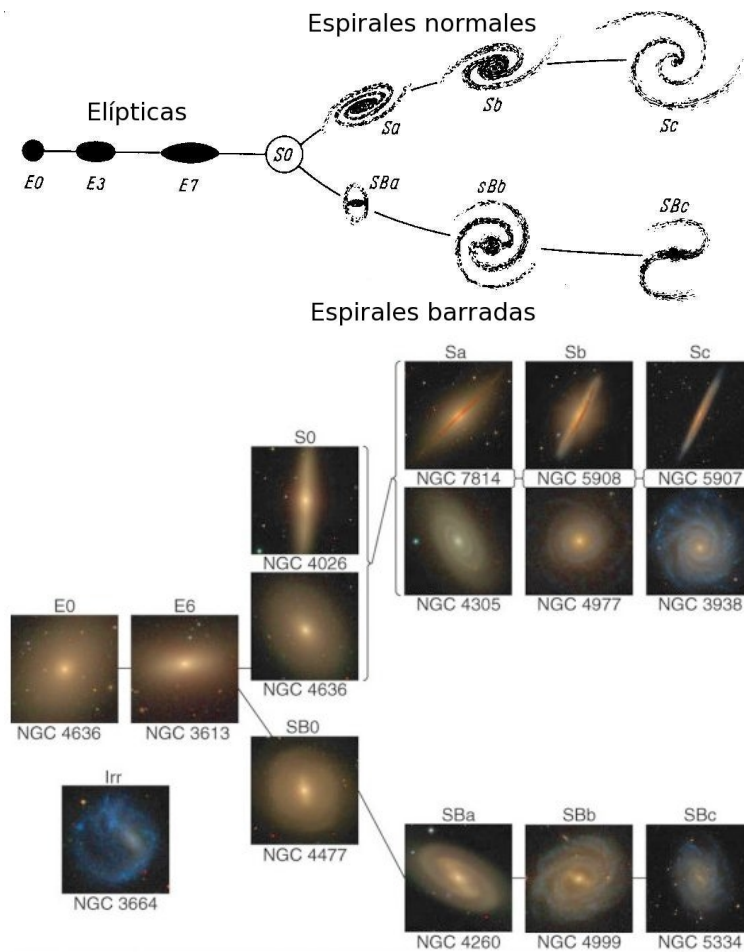 Espirales normales
Elípticas
E0 E3 E7 S0 Sa Sb Sc
SBa sBb SBc
Espirales barradas
Sa Sb Sc
NGC 7814 NGC 5908 NGC 5907
S0
NGC 4026
NGC 4305 NGC 4977 NGC 3938
E0 E6
NGC 4636 NGC 3613 NGC 4636
SB0
NGC 4477
Irr
NGC 3664
SBa SBb SBc
NGC 4260 NGC 4999 NGC 5334